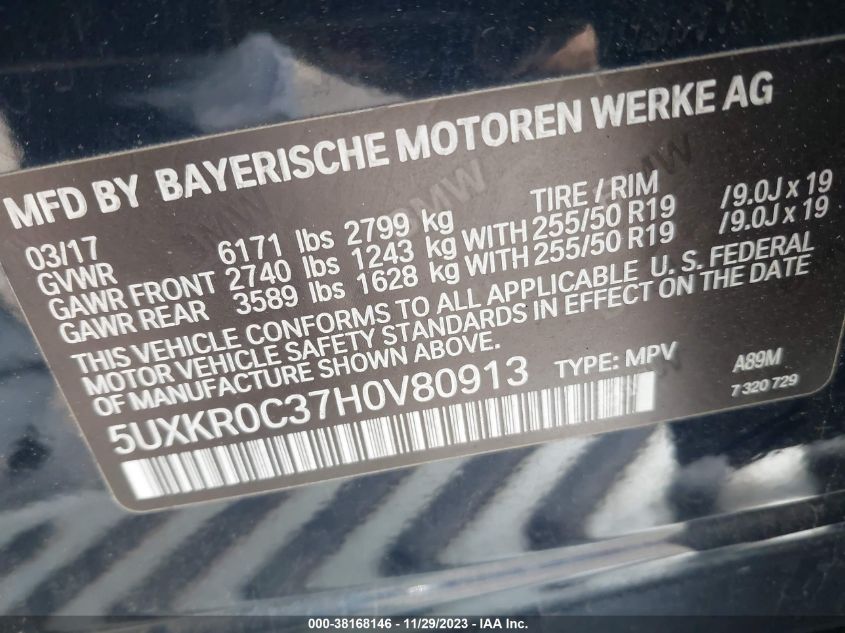 MFD BY BAYERISCHE MOTOREN WERKE AG
03/17
GVWR 6171 lbs 2799 kg TIRE / RIM
GAWR FRONT 2740 lbs 1243 kg WITH 255/50 R19 /9.0J x 19
GAWR REAR 3589 lbs 1628 kg WITH 255/50 R19 /9.0J x 19
THIS VEHICLE CONFORMS TO ALL APPLICABLE U. S. FEDERAL
MOTOR VEHICLE SAFETY STANDARDS IN EFFECT ON THE DATE
OF MANUFACTURE SHOWN ABOVE.
5UXKR0C37H0V80913 TYPE: MPV A89M
7 320 729
000-38168146 - 11/29/2023 - IAA Inc.